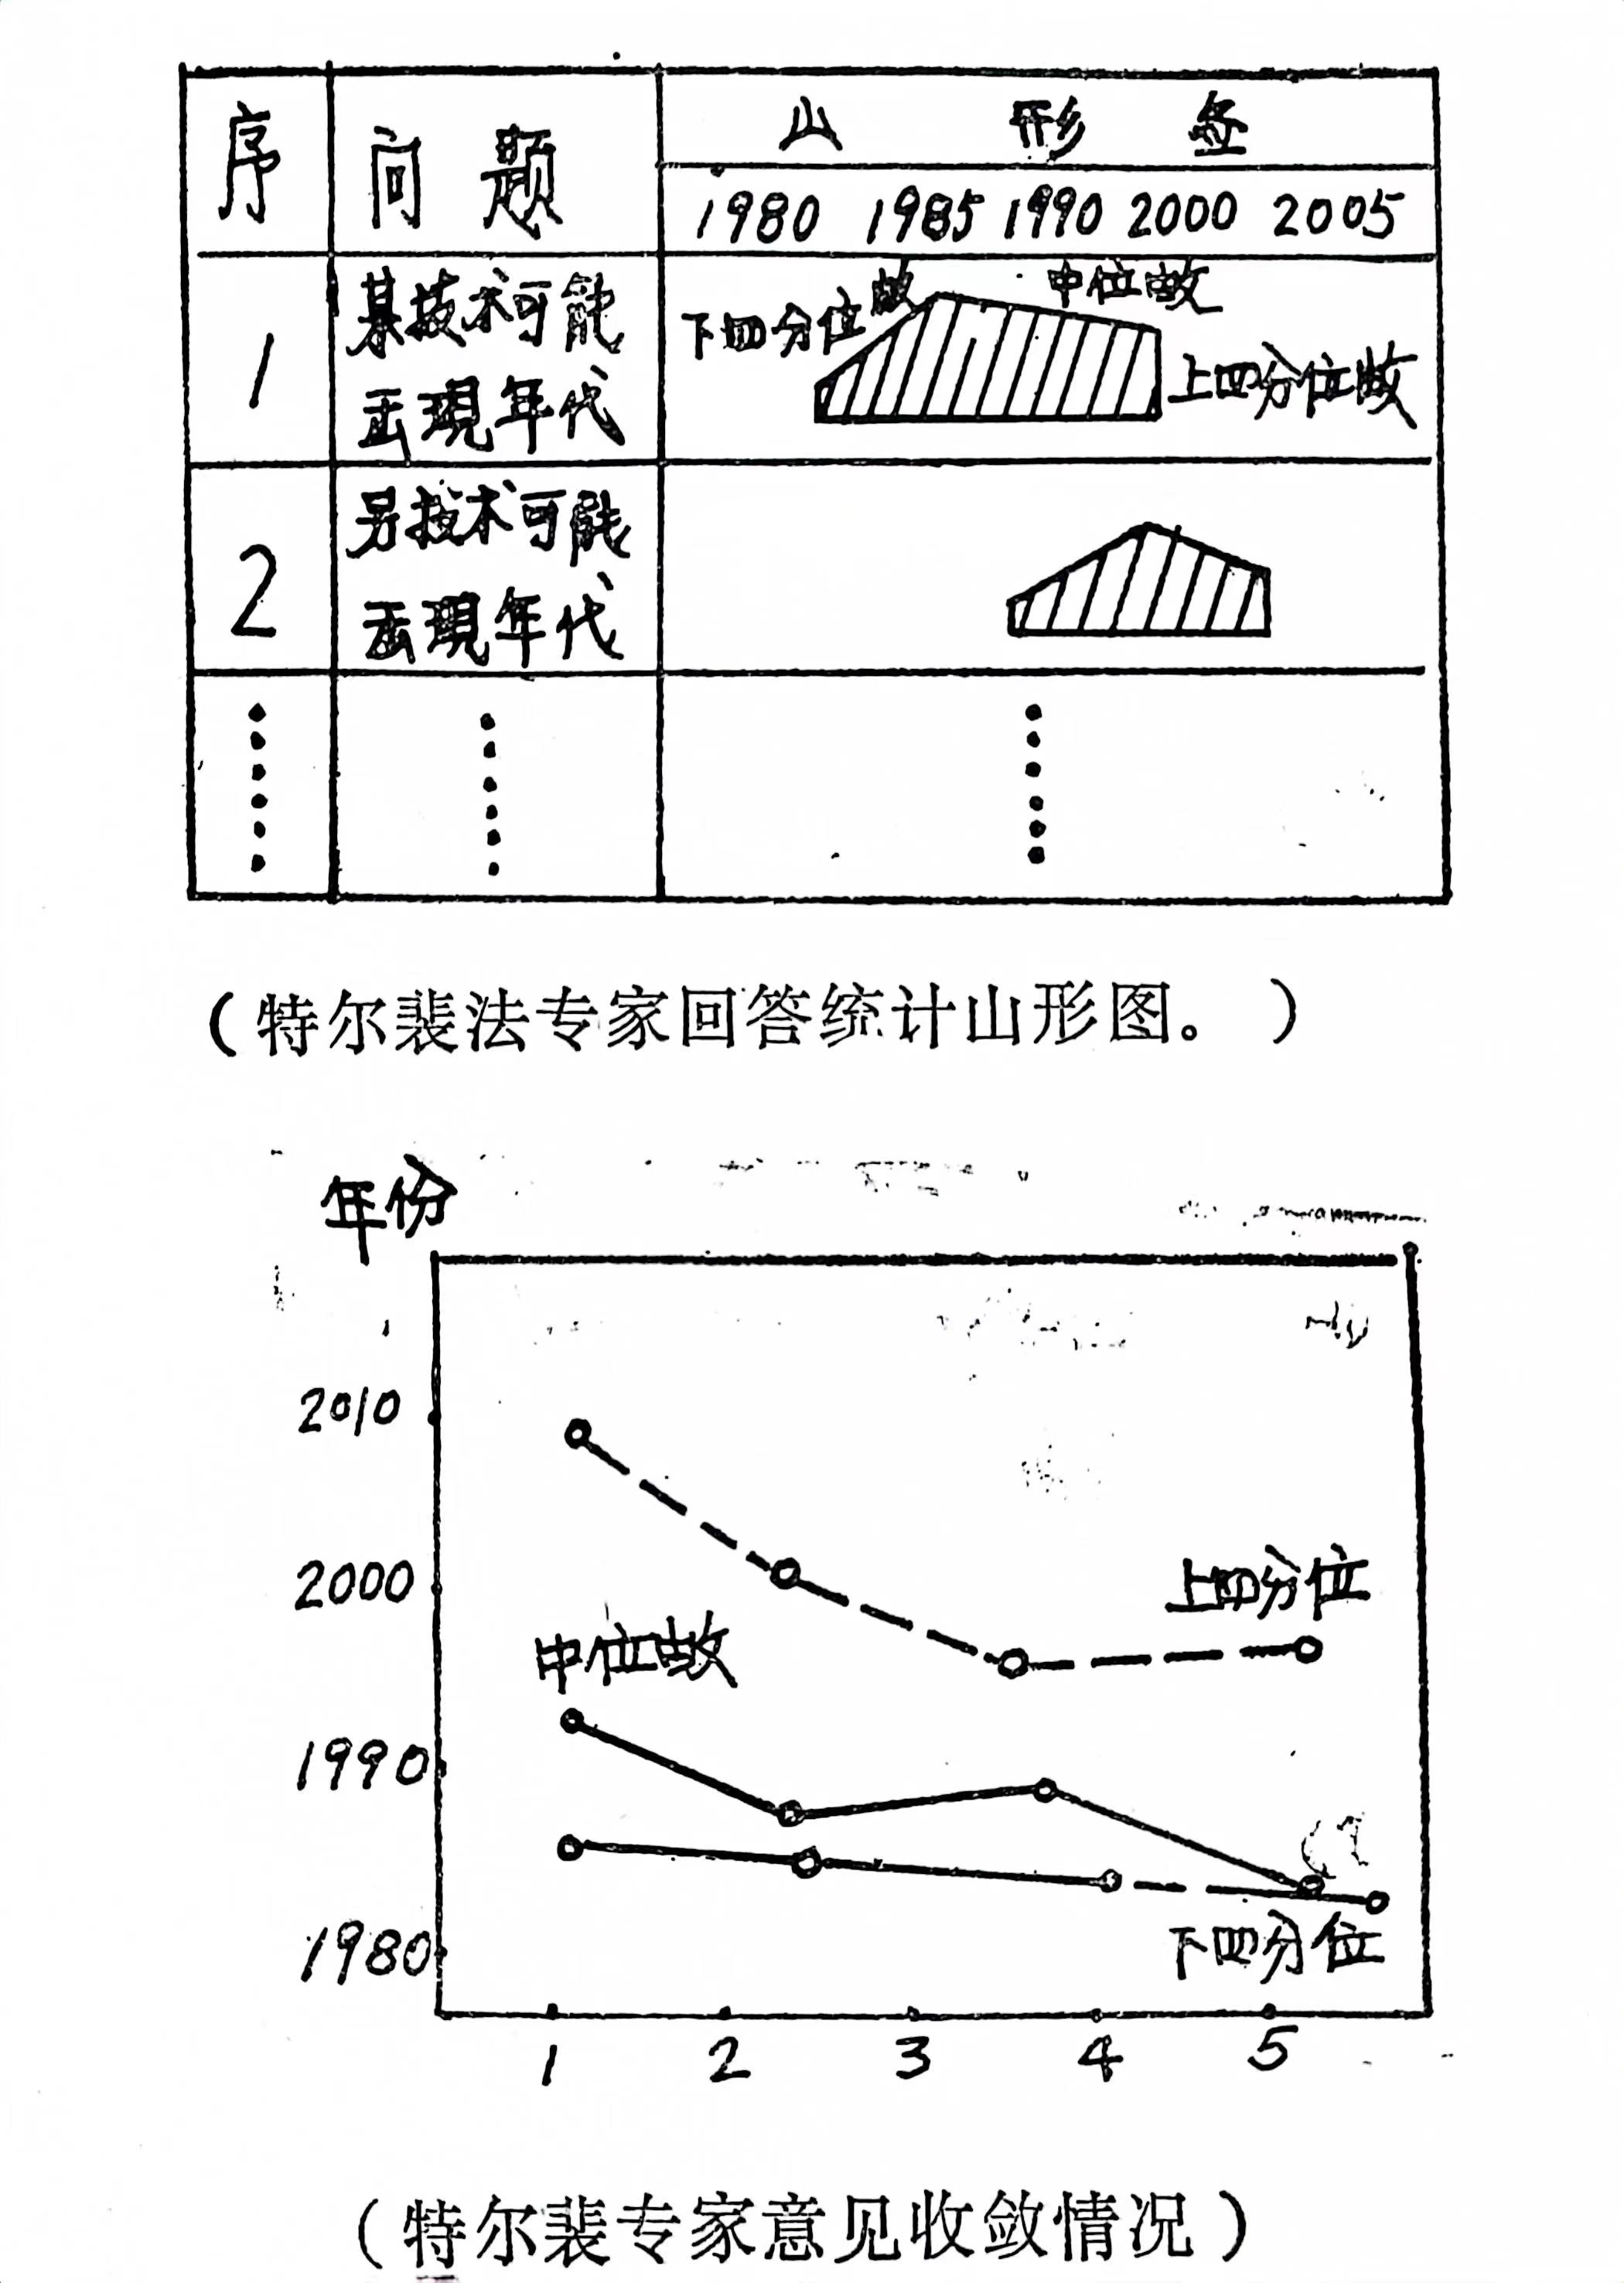 序 问题 山形图
1980 1985 1990 2000 2005
1 某技术可能出現年代
下四分位数 中位数 上四分位数
2 另技术可能出現年代
(特尔裴法专家回答统计山形图。)
年份
2010
2000
1990
1980
上四分位
中位数
下四分位
1 2 3 4 5
(特尔裴专家意见收敛情况)